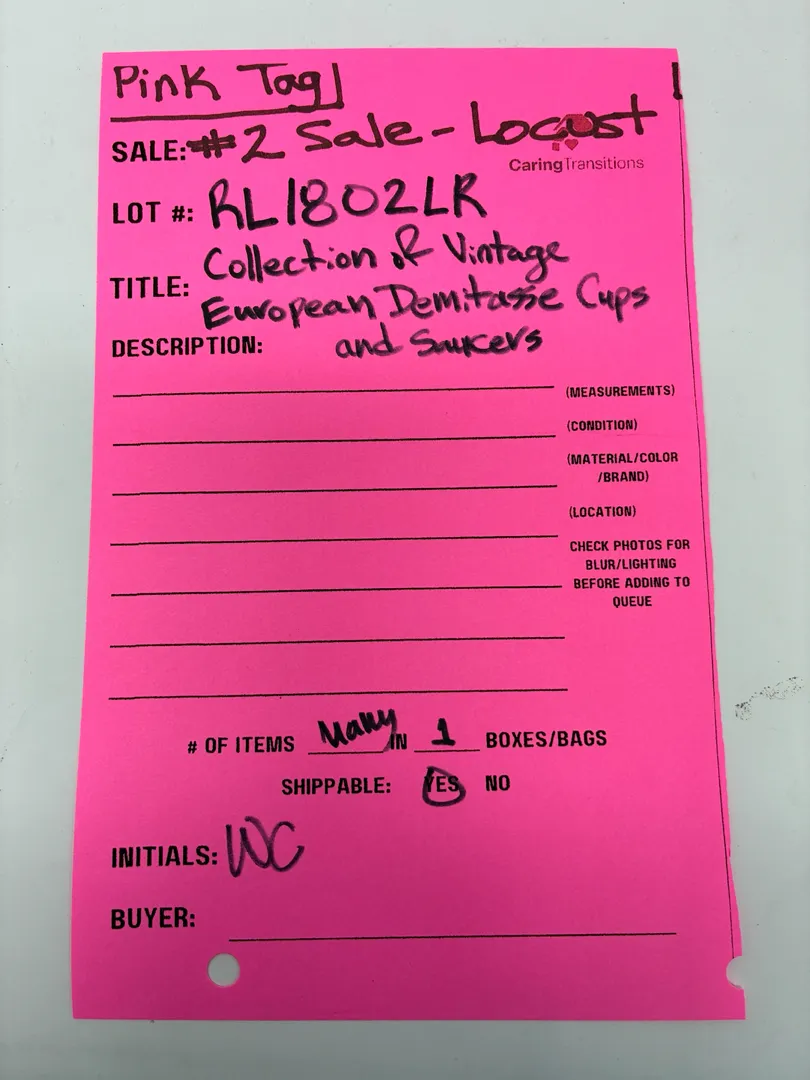 Pink Tag
SALE: #2 Sale - Locust
CaringTransitions
LOT #: RL1802LR
TITLE: Collection of Vintage
European Demitasse Cups
and Saucers
DESCRIPTION:
(MEASUREMENTS)
(CONDITION)
(MATERIAL/COLOR
/BRAND)
(LOCATION)
CHECK PHOTOS FOR
BLUR/LIGHTING
BEFORE ADDING TO
QUEUE
# OF ITEMS Many IN 1 BOXES/BAGS
SHIPPABLE: YES NO
INITIALS: WC
BUYER: